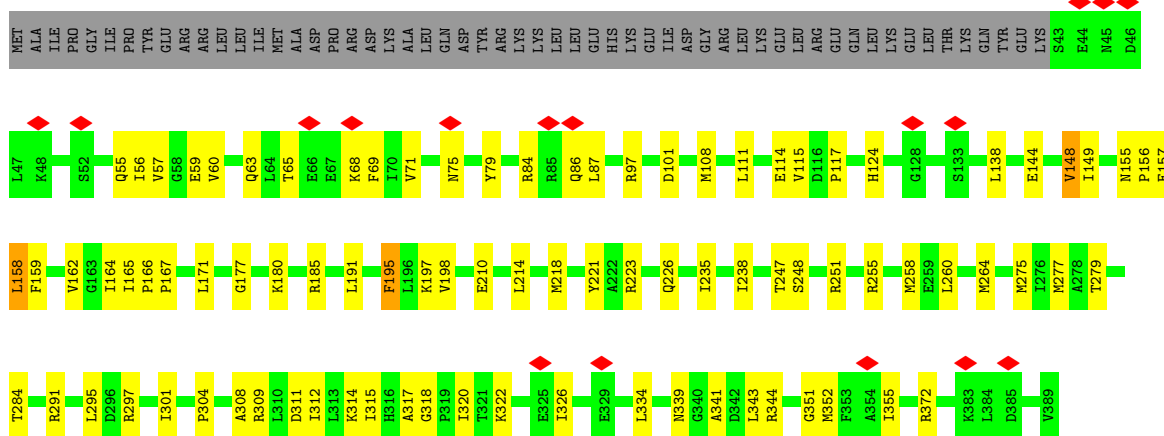 MET ALA ILE PRO GLY ILE PRO TYR GLU ARG ARG LEU LEU ILE MET ALA ASP PRO ARG ASP LYS ALA LEU GLN ASP TYR ARG LYS LYS LEU LEU GLU HIS LYS GLU ILE ASP GLY ARG LEU LYS GLU LEU ARG GLU GLN LEU LYS GLU LEU THR LYS GLN TYR GLU LYS S43 E44 N45 D46
L47 K48 S52 Q55 I56 V57 G58 E59 V60 Q63 L64 T65 E66 E67 K68 F69 I70 V71 N75 Y79 R84 R85 Q86 L87 R97 D101 M108 L111 E114 V115 D116 P117 H124 G128 S133 L138 E144 V148 I149 N155 P156 E157
L158 F159 V162 G163 I164 I165 P166 P167 L171 G177 K180 R185 L191 F195 L196 K197 V198 E210 L214 M218 Y221 A222 R223 Q226 I235 I238 T247 S248 R251 R255 M258 E259 L260 M264 M275 I276 M277 A278 T279
T284 R291 L295 D296 R297 I301 P304 A308 R309 L310 D311 I312 L313 K314 I315 H316 A317 G318 P319 I320 T321 K322 E325 I326 E329 L334 N339 G340 A341 D342 L343 R344 G351 M352 F353 A354 I355 R372 K383 L384 D385 V389